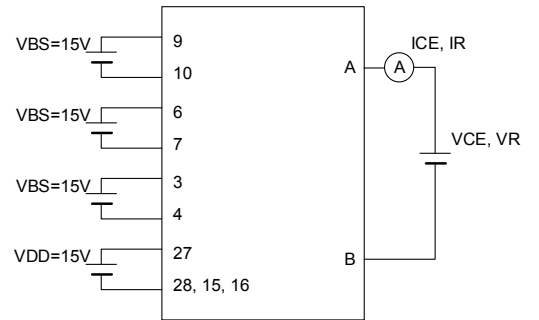 ICE, IR
VBS=15V
9
10
A
A
VBS=15V
6
7
VCE, VR
VBS=15V
3
4
VDD=15V
27
B
28, 15, 16